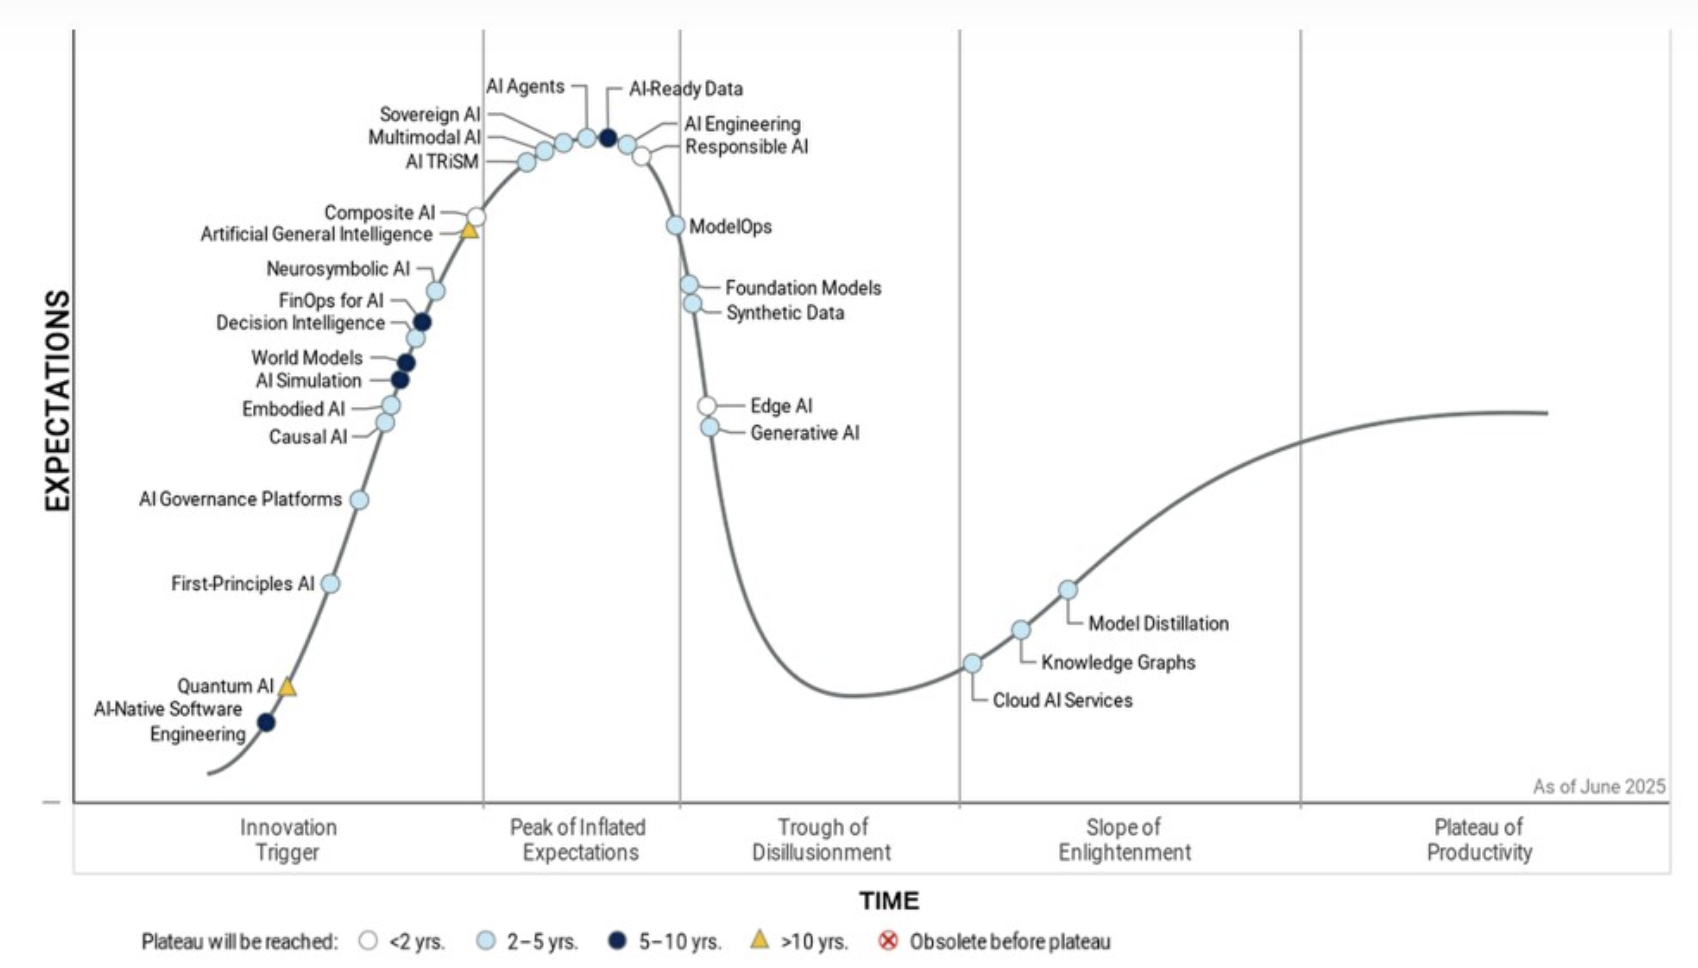 AI Agents
AI-Ready Data
Sovereign AI
AI Engineering
Multimodal AI
Responsible AI
AI TRiSM
Composite AI
Artificial General Intelligence
ModelOps
Neurosymbolic AI
Foundation Models
FinOps for AI
Synthetic Data
Decision Intelligence
World Models
AI Simulation
Embodied AI
Edge AI
Causal AI
Generative AI
EXPECTATIONS
AI Governance Platforms
First-Principles AI
Model Distillation
Knowledge Graphs
Quantum AI
Cloud AI Services
AI-Native Software
Engineering
As of June 2025
Innovation
Trigger
Peak of Inflated
Expectations
Trough of
Disillusionment
Slope of
Enlightenment
Plateau of
Productivity
TIME
Plateau will be reached: <2 yrs. 2–5 yrs. 5–10 yrs. >10 yrs. Obsolete before plateau